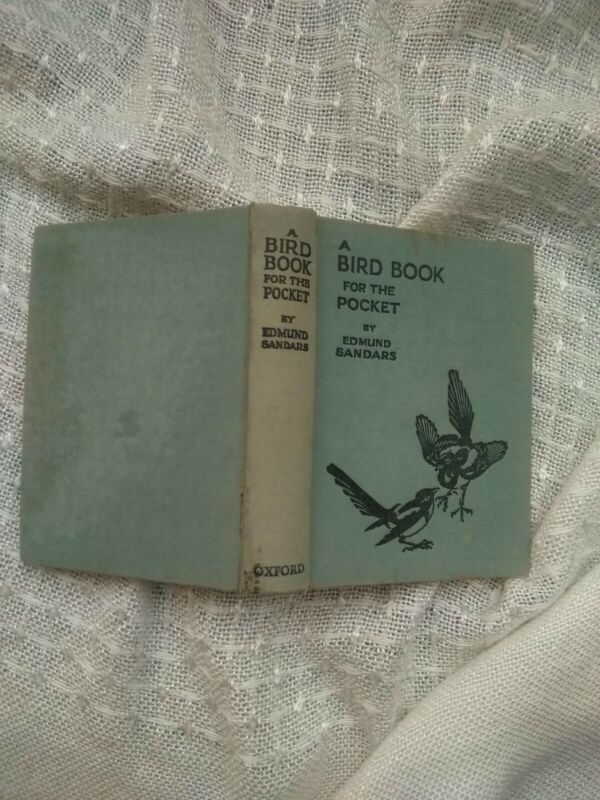 A
BIRD
BOOK
FOR THE
POCKET
BY
EDMUND
SANDARS
OXFORD
A
BIRD BOOK
FOR THE
POCKET
BY
EDMUND
SANDARS